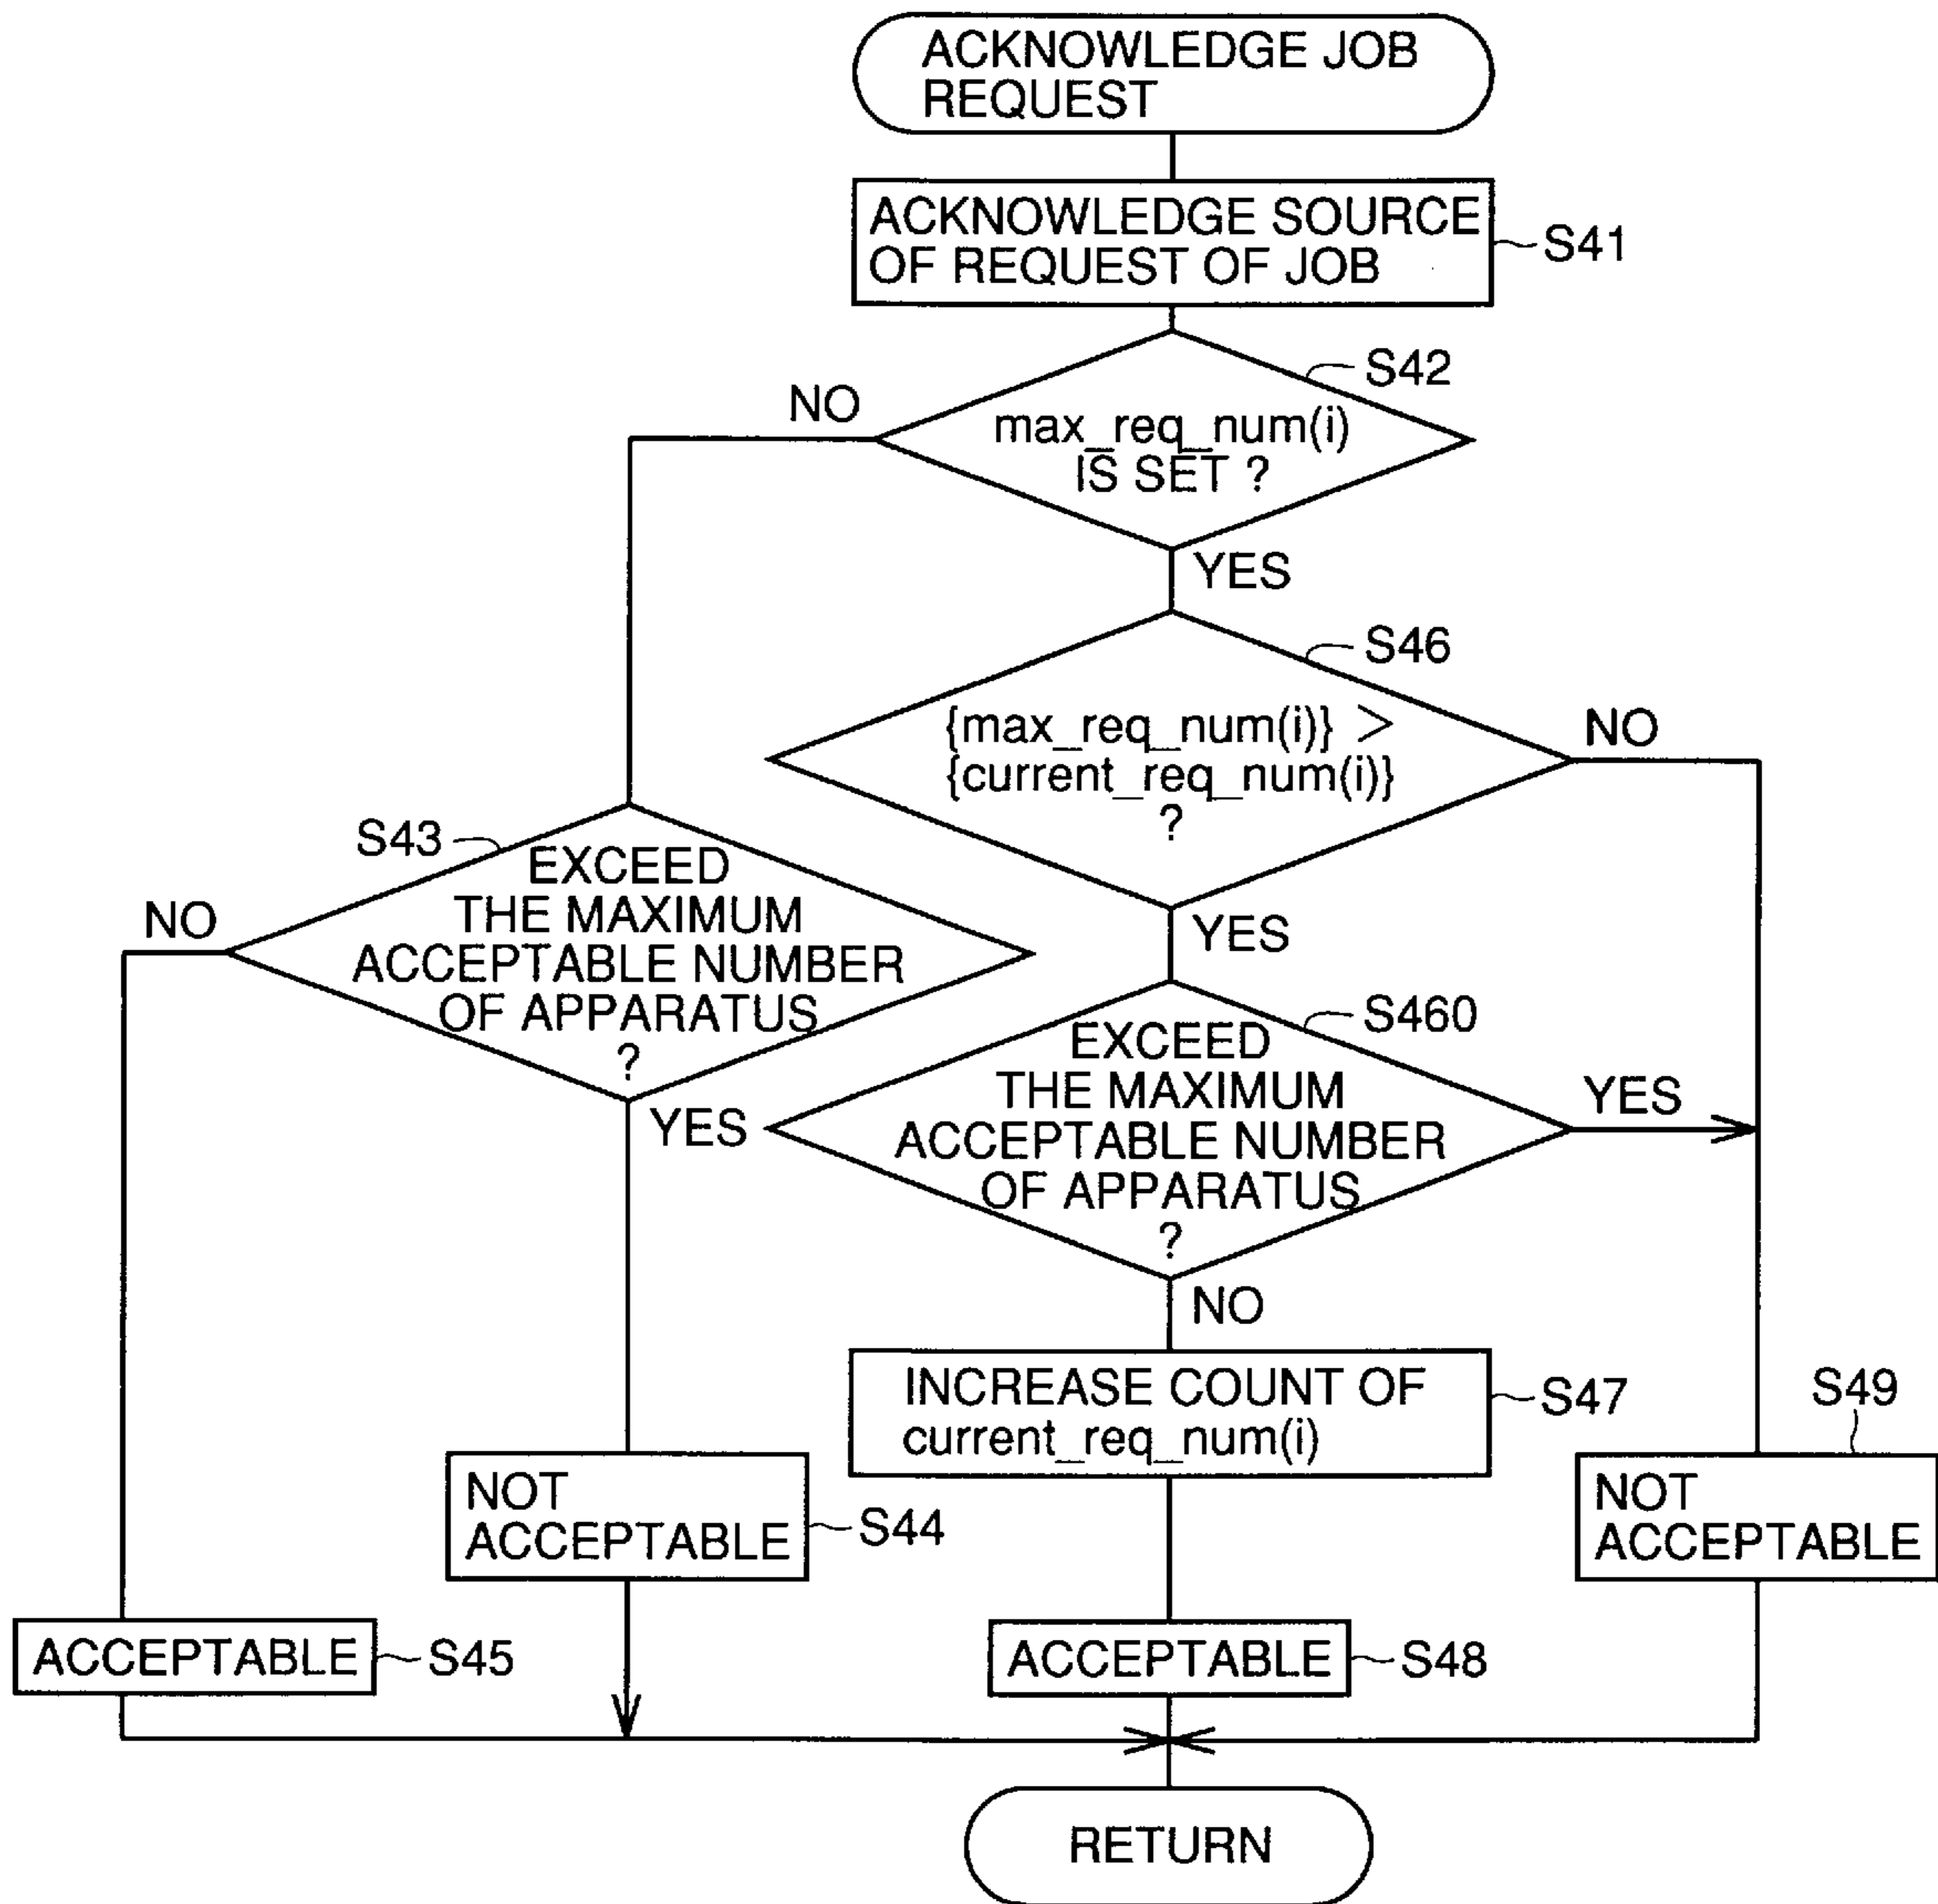 ACKNOWLEDGE JOB
REQUEST
ACKNOWLEDGE SOURCE
OF REQUEST OF JOB
S41
S42
NO
max_req_num(i)
IS SET ?
YES
S46
{max_req_num(i)} >
{current_req_num(i)}
?
NO
YES
S43
EXCEED
THE MAXIMUM
ACCEPTABLE NUMBER
OF APPARATUS
?
NO
YES
S460
EXCEED
THE MAXIMUM
ACCEPTABLE NUMBER
OF APPARATUS
?
YES
NO
INCREASE COUNT OF
current_req_num(i)
S47
S49
NOT
ACCEPTABLE
S44
NOT
ACCEPTABLE
ACCEPTABLE
S45
ACCEPTABLE
S48
RETURN